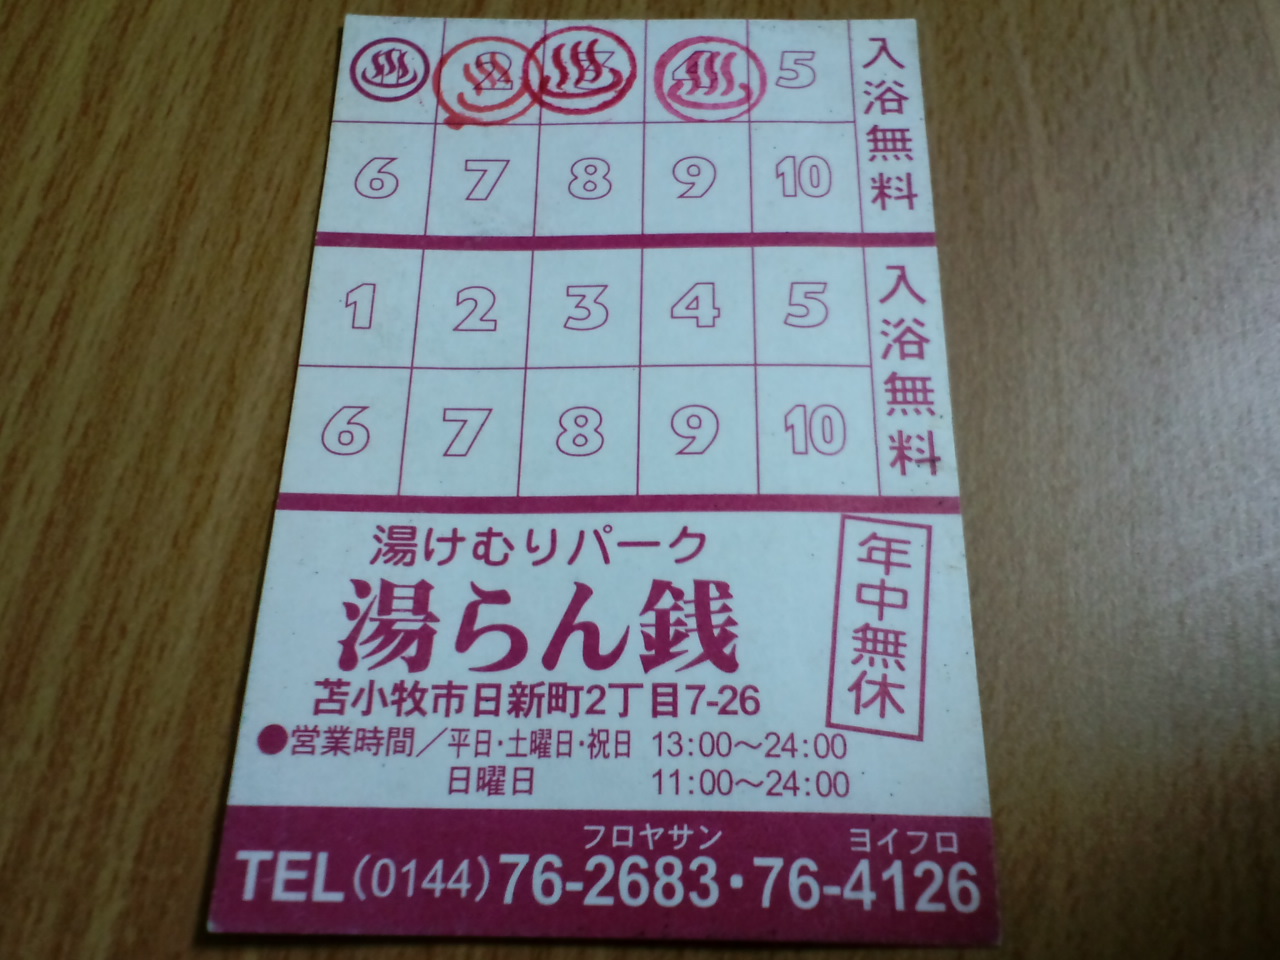 1 2 3 4 5
6 7 8 9 10
入浴無料
1 2 3 4 5
6 7 8 9 10
入浴無料
湯けむりパーク
湯らん銭
苫小牧市日新町2丁目7-26
年中無休
●営業時間／平日・土曜日・祝日 13:00〜24:00
日曜日 11:00〜24:00
フロヤサン ヨイフロ
TEL(0144)76-2683・76-4126